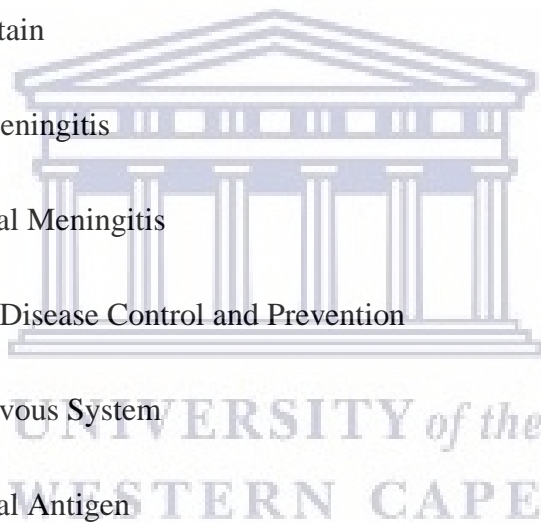 tain
eningitis
al Meningitis
Disease Control and Prevention
vous System
UNIVERSITY of the
al Antigen
WESTERN CAPE